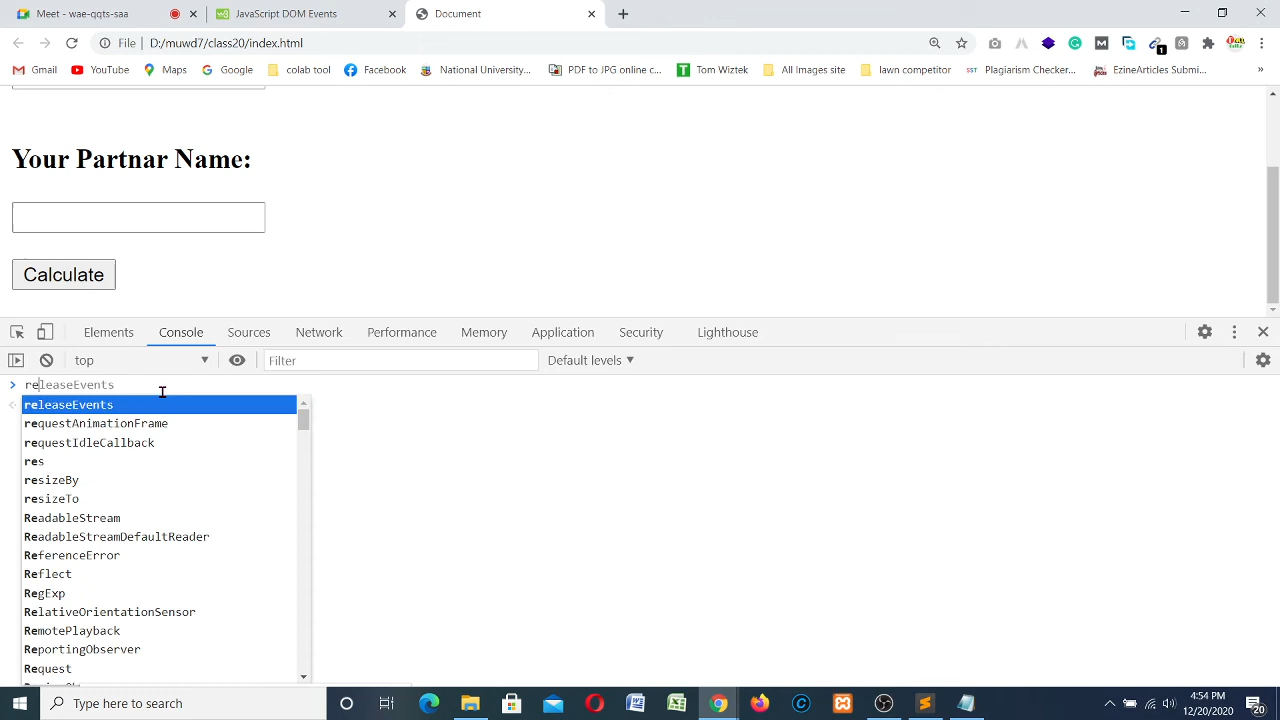 Meet - wae-qqts-saa
JavaScript DOM Events
Document
File
D:/muwd7/class20/index.html
1
Gmail
YouTube
Maps
Google
colab tool
Facebook
National University...
PDF to JPG online c...
Tom Wiztek
All Images site
lawn competitor
SST Plagiarism Checker...
EzineArticles Submi...
»
Your Partnar Name:
Calculate
Elements
Console
Sources
Network
Performance
Memory
Application
Security
Lighthouse
top
Filter
Default levels
releaseEvents
releaseEvents
requestAnimationFrame
requestIdleCallback
res
resizeBy
resizeTo
ReadableStream
ReadableStreamDefaultReader
ReferenceError
Reflect
RegExp
RelativeOrientationSensor
RemotePlayback
ReportingObserver
Request
Type here to search
4:54 PM
12/20/2020
20